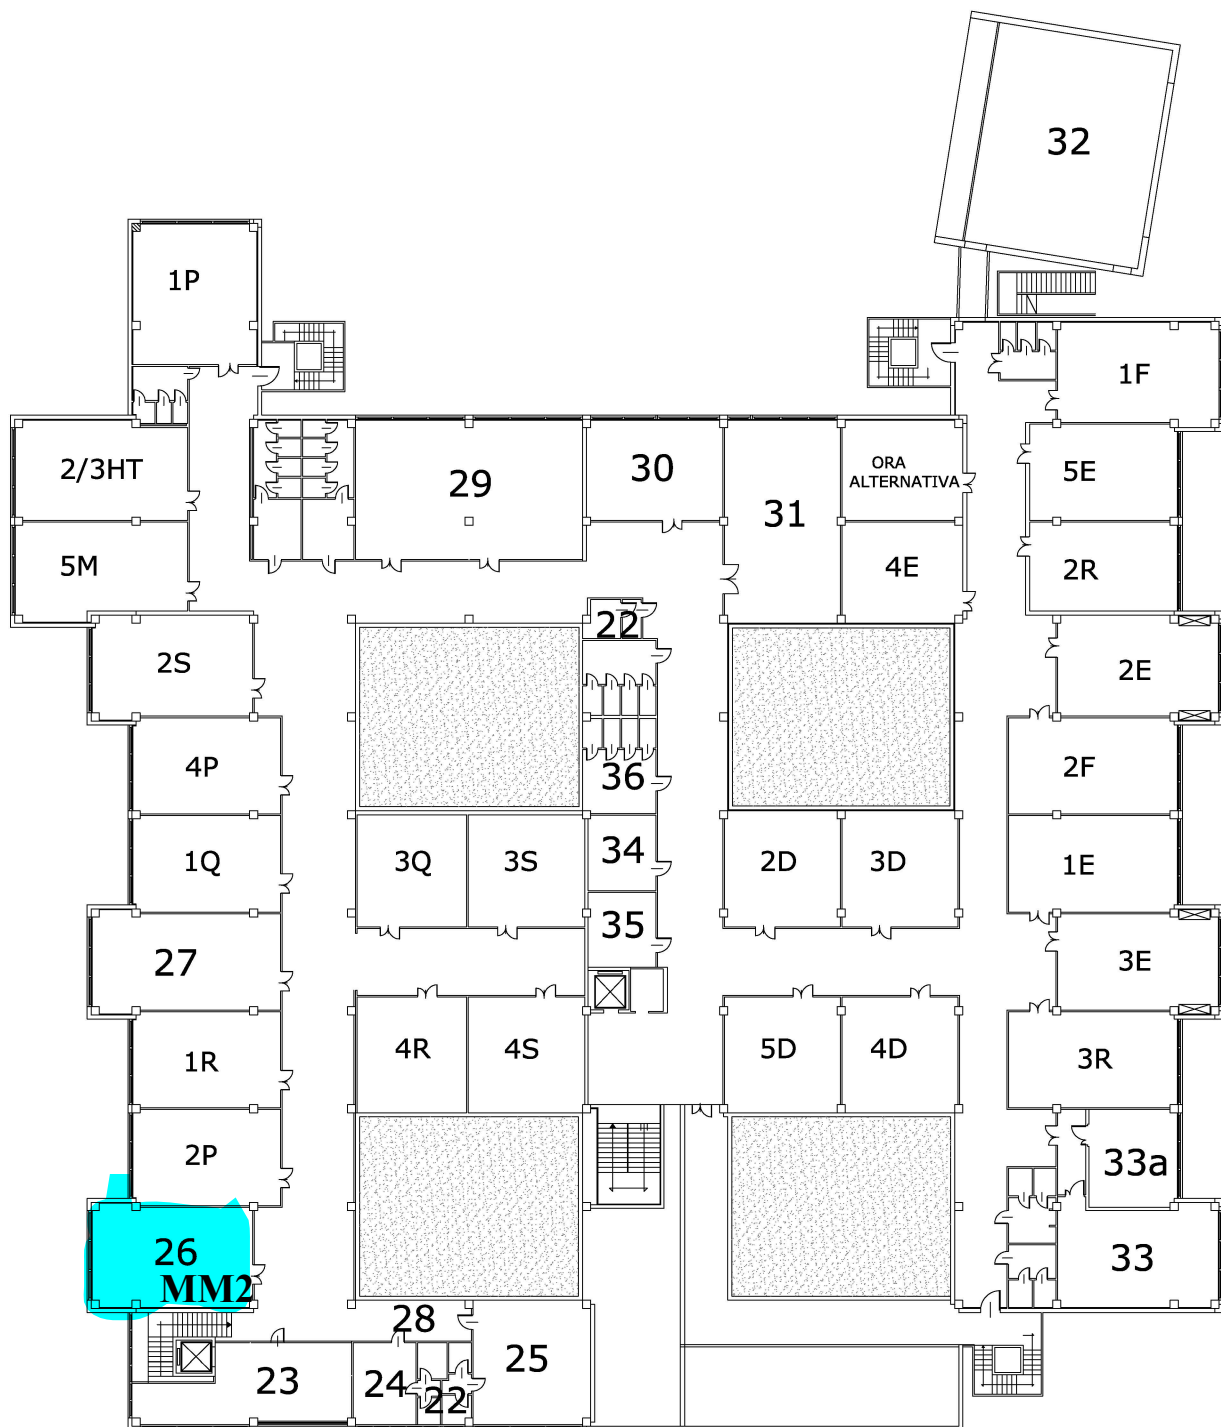 32
1P
1F
2/3HT
29
30
31
ORA
ALTERNATIVA
5E
5M
4E
2R
22
2S
2E
4P
36
2F
1Q
3Q
3S
34
2D
3D
1E
27
35
3E
1R
4R
4S
5D
4D
3R
2P
33a
26
MM2
33
28
25
23
24
22